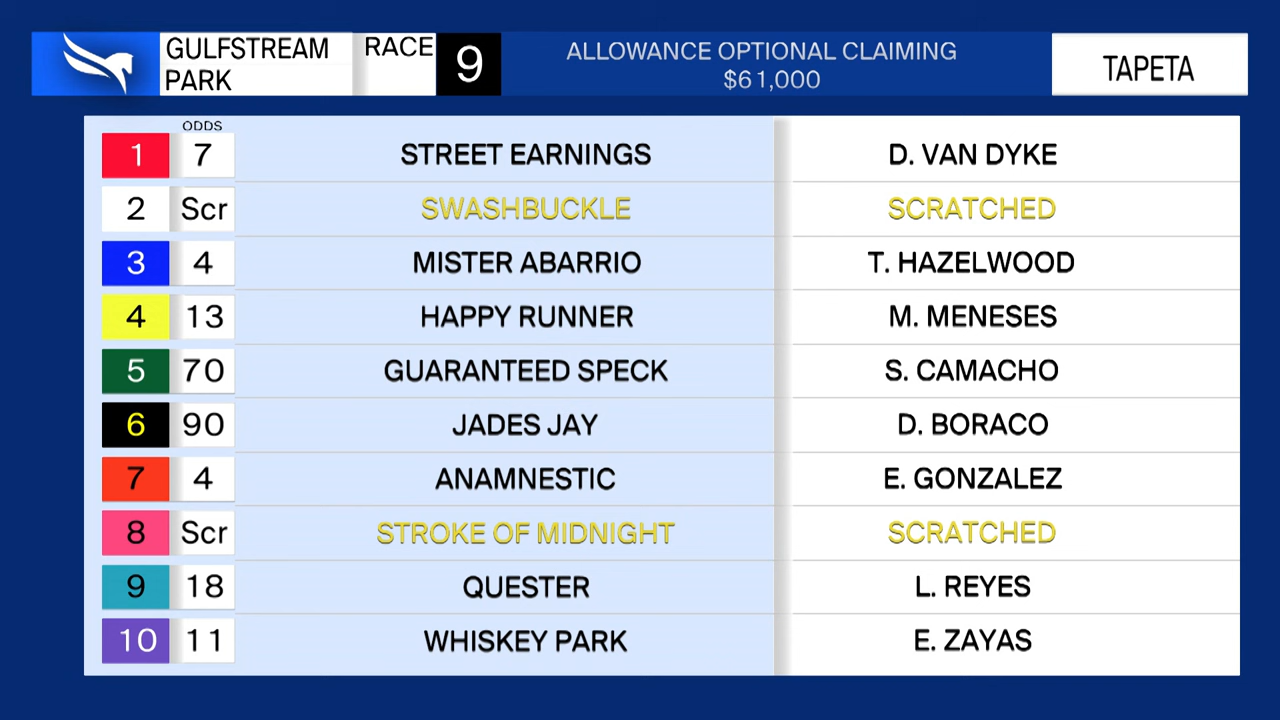 GULFSTREAM PARK RACE 9 ALLOWANCE OPTIONAL CLAIMING $61,000 TAPETA
ODDS
1 7 STREET EARNINGS D. VAN DYKE
2 Scr SWASHBUCKLE SCRATCHED
3 4 MISTER ABARRIO T. HAZELWOOD
4 13 HAPPY RUNNER M. MENESES
5 70 GUARANTEED SPECK S. CAMACHO
6 90 JADES JAY D. BORACO
7 4 ANAMNESTIC E. GONZALEZ
8 Scr STROKE OF MIDNIGHT SCRATCHED
9 18 QUESTER L. REYES
10 11 WHISKEY PARK E. ZAYAS